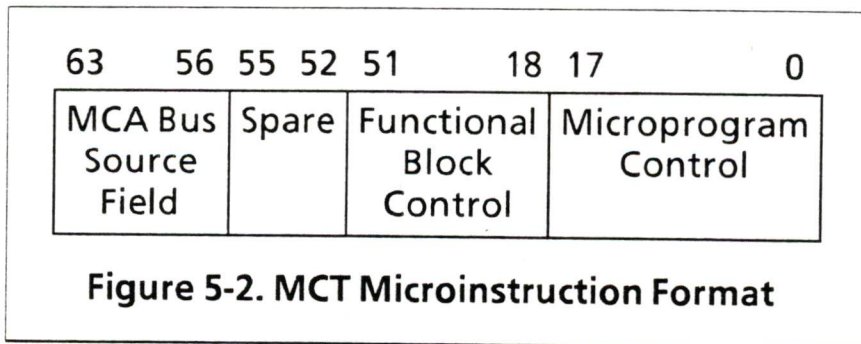 63 56 55 52 51 18 17 0
MCA Bus Spare Functional Microprogram
Source Block Control
Field Control
Figure 5-2. MCT Microinstruction Format